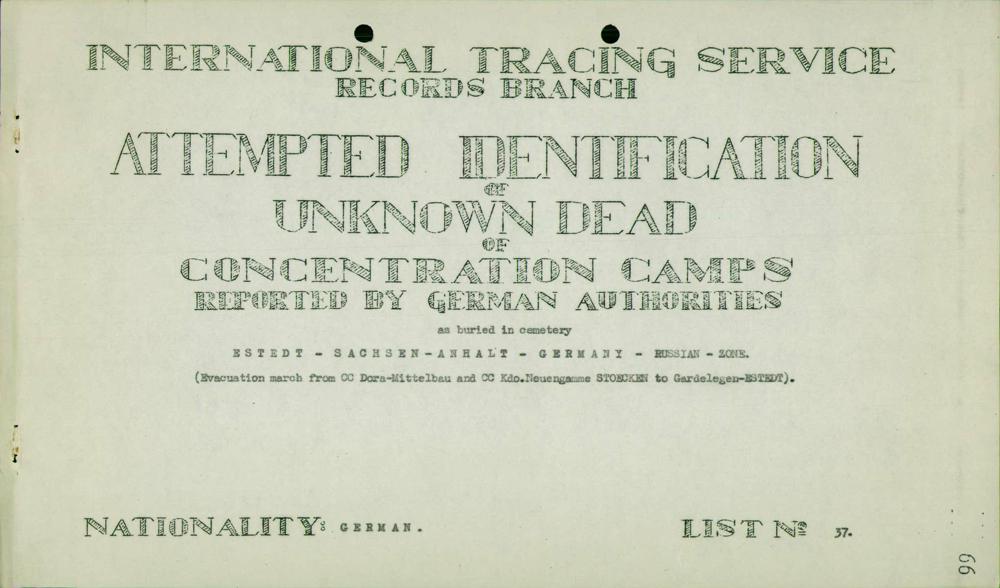 INTERNATIONAL TRACING SERVICE
RECORDS BRANCH
ATTEMPTED IDENTIFICATION
OF
UNKNOWN DEAD
OF
CONCENTRATION CAMPS
REPORTED BY GERMAN AUTHORITIES
as buried in cemetery
ESTEDT - SACHSEN-ANHALT - GERMANY - RUSSIAN - ZONE.
(Evacuation march from CC Dora-Mittelbau and CC Kdo.Neuengamme STOECKEN to Gardelegen-ESTEDT).
NATIONALITY: GERMAN.
LIST Nº 37.
66